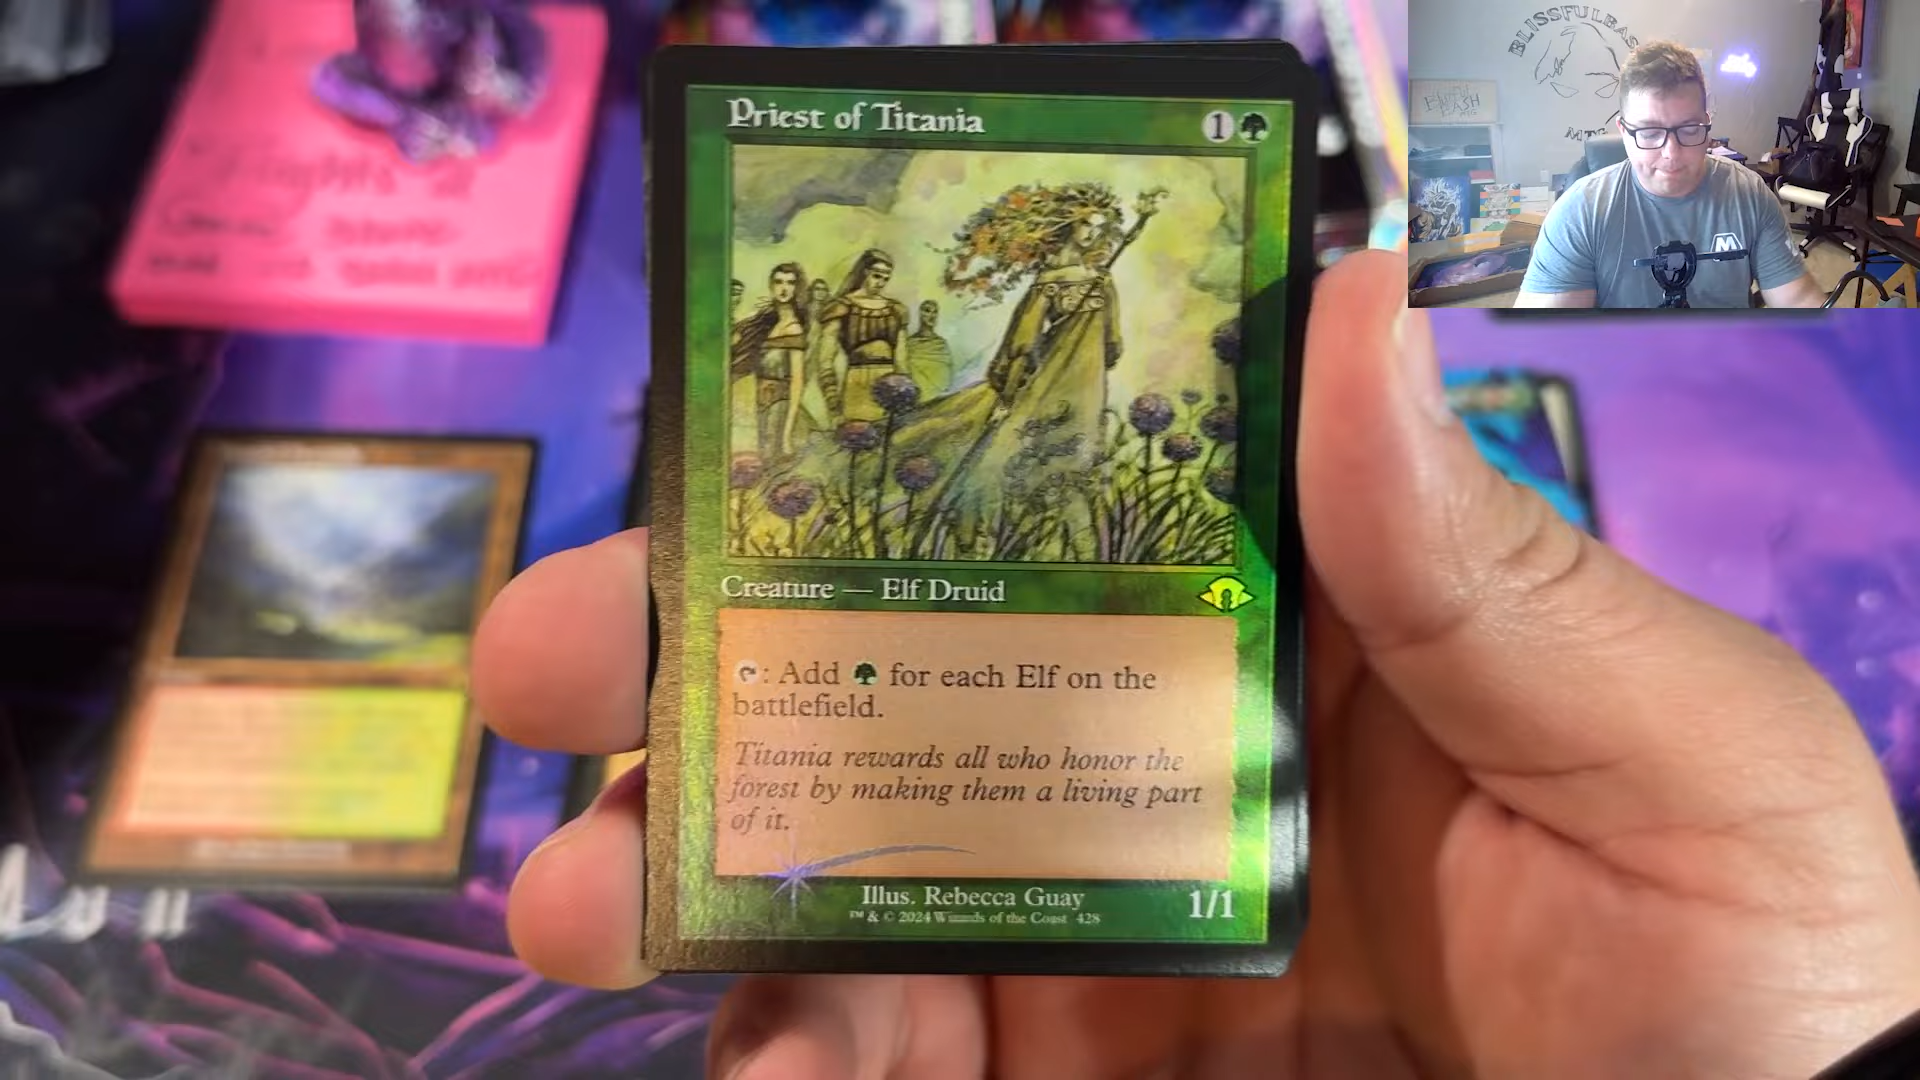 Priest of Titania 1
Creature — Elf Druid
: Add for each Elf on the
battlefield.
Titania rewards all who honor the
forest by making them a living part
of it.
Illus. Rebecca Guay
™ & © 2024 Wizards of the Coast 428
1/1
BLISSFULBAS
MTG
M